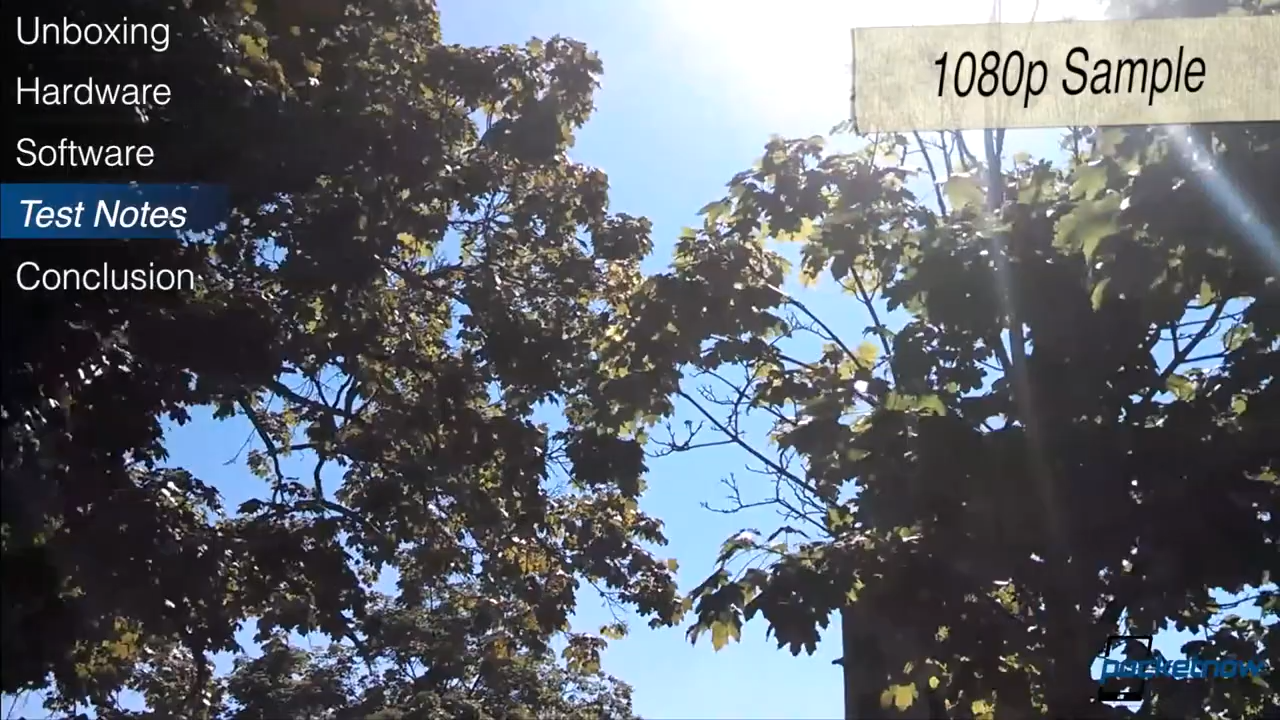 Unboxing
Hardware
Software
Test Notes
Conclusion
1080p Sample
pocketnow